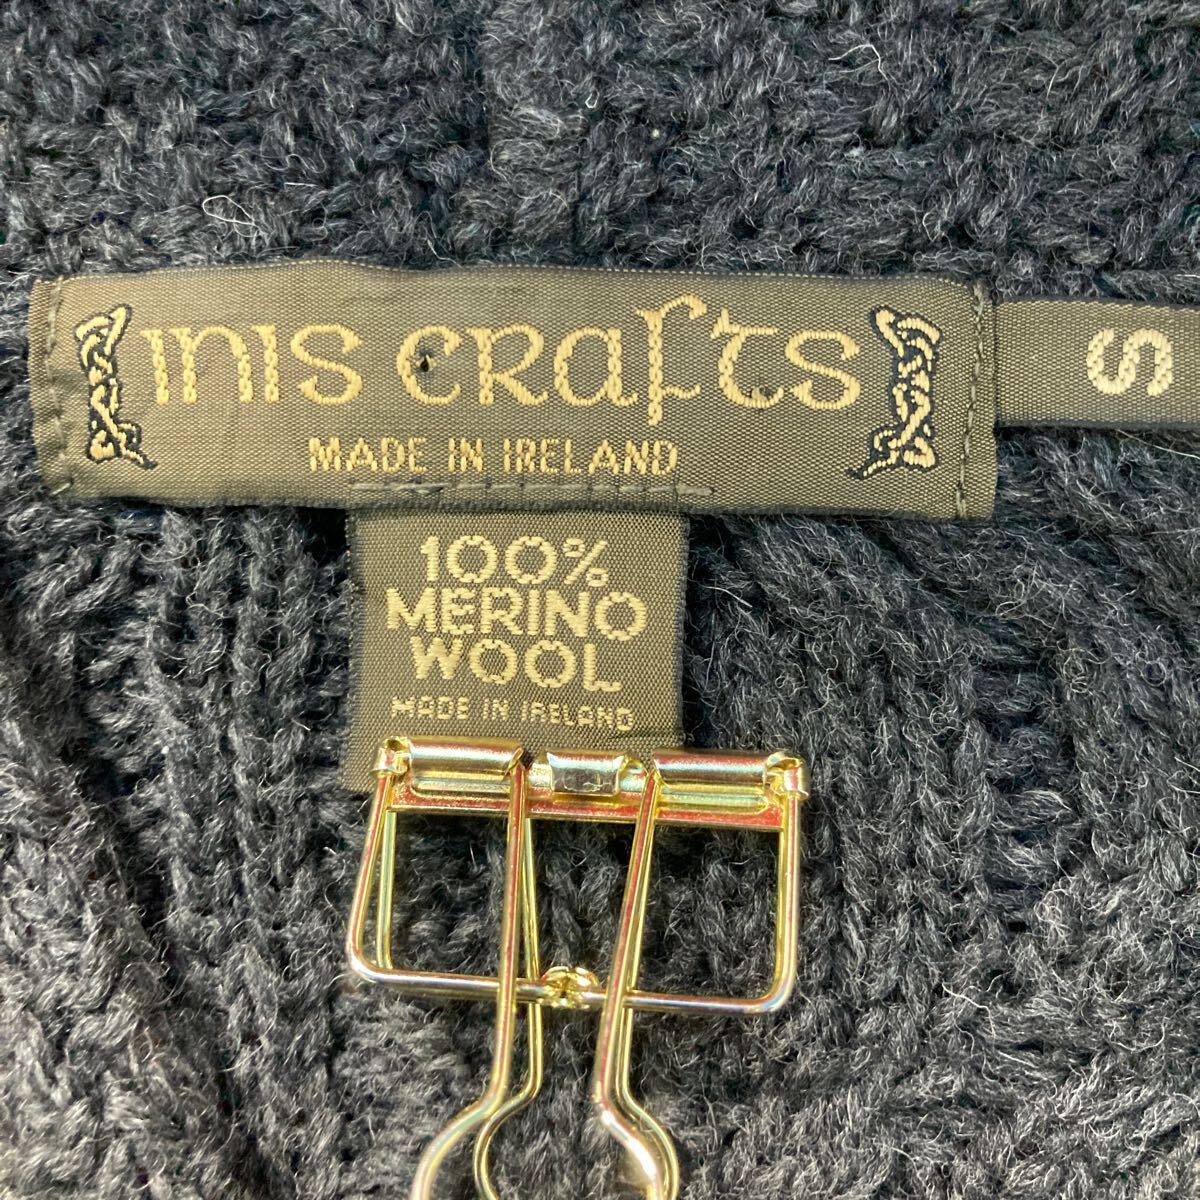 INIS CRAFTS
MADE IN IRELAND
S
100%
MERINO
WOOL
MADE IN IRELAND